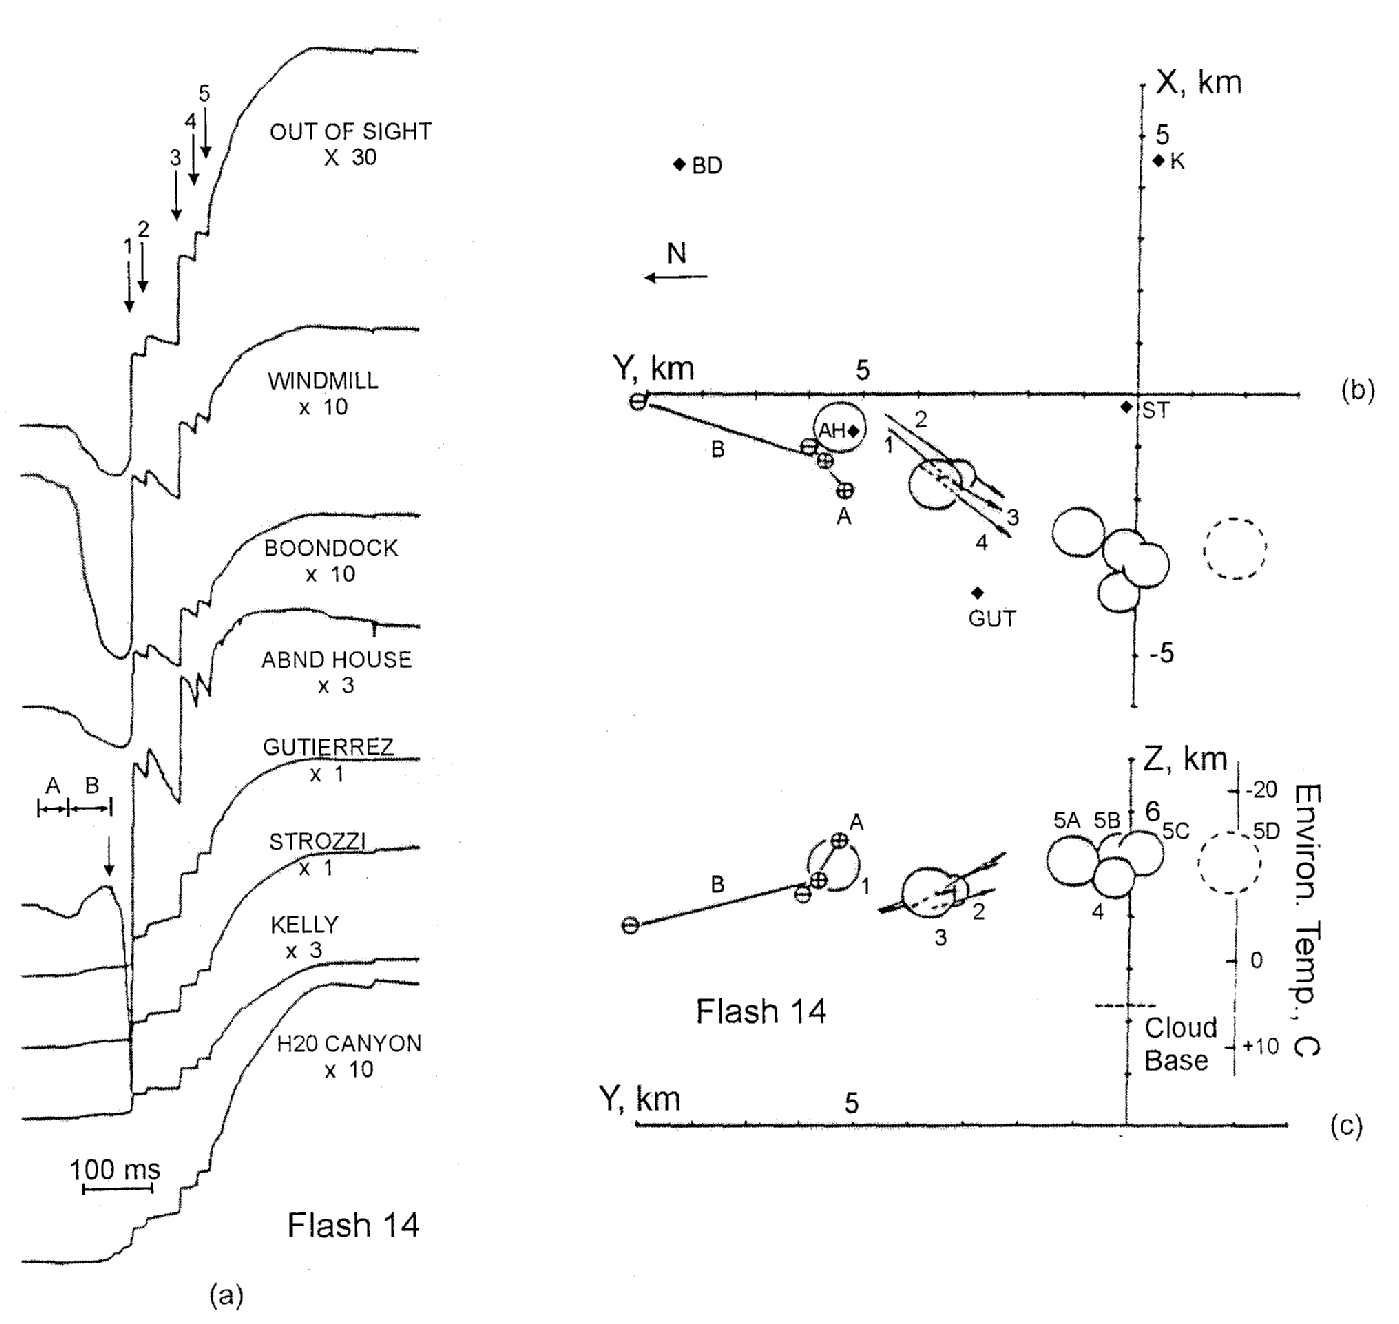 5
4
3
2
1
OUT OF SIGHT
X 30
WINDMILL
x 10
BOONDOCK
x 10
ABND HOUSE
x 3
GUTIERREZ
x 1
A
B
STROZZI
x 1
KELLY
x 3
H20 CANYON
x 10
100 ms
Flash 14
(a)
X, km
5
K
BD
N
Y, km
5
(b)
ST
AH
2
1
B
A
3
4
GUT
-5
Z, km
-20
6
5A
5B
5C
5D
A
B
1
2
3
4
0
Environ. Temp., C
Flash 14
Cloud
Base
+10
Y, km
5
(c)